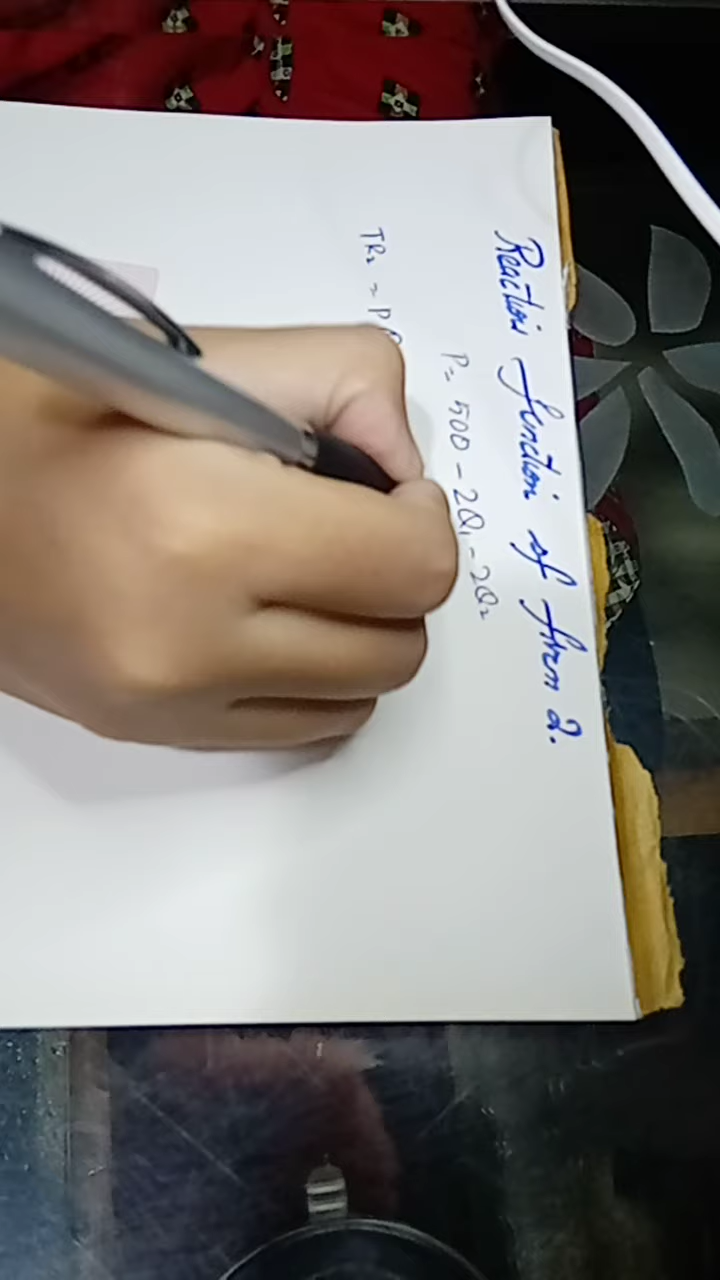 Reaction function of firm 2.
P = 500 - 2Q₁ - 2Q₂
TR₂ = P